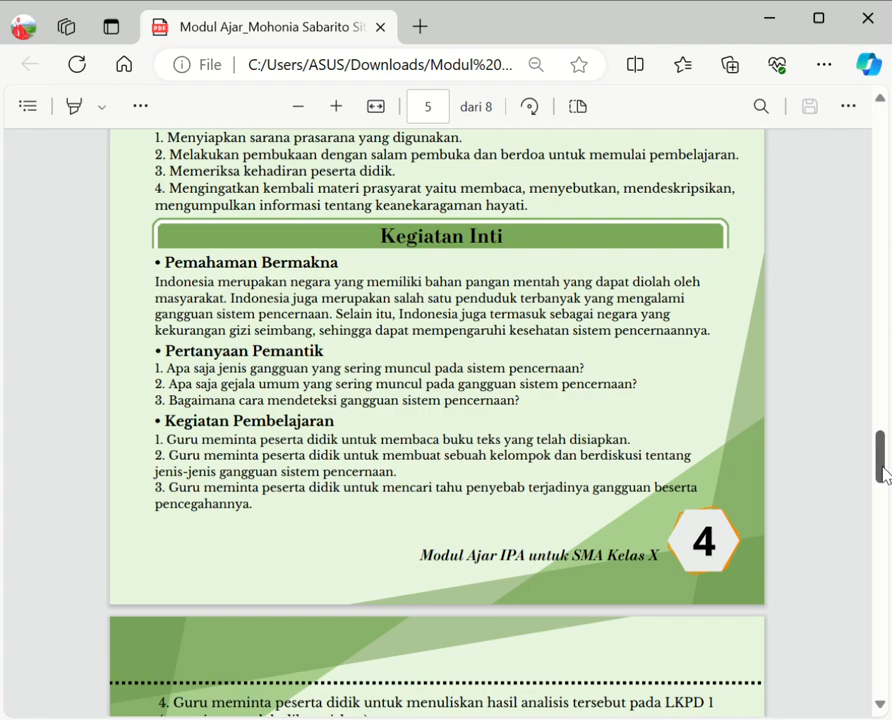 Modul Ajar_Mohonia Sabarito Si
File
C:/Users/ASUS/Downloads/Modul%20...
5
dari 8
1. Menyiapkan sarana prasarana yang digunakan.
2. Melakukan pembukaan dengan salam pembuka dan berdoa untuk memulai pembelajaran.
3. Memeriksa kehadiran peserta didik.
4. Mengingatkan kembali materi prasyarat yaitu membaca, menyebutkan, mendeskripsikan,
mengumpulkan informasi tentang keanekaragaman hayati.
Kegiatan Inti
• Pemahaman Bermakna
Indonesia merupakan negara yang memiliki bahan pangan mentah yang dapat diolah oleh
masyarakat. Indonesia juga merupakan salah satu penduduk terbanyak yang mengalami
gangguan sistem pencernaan. Selain itu, Indonesia juga termasuk sebagai negara yang
kekurangan gizi seimbang, sehingga dapat mempengaruhi kesehatan sistem pencernaannya.
• Pertanyaan Pemantik
1. Apa saja jenis gangguan yang sering muncul pada sistem pencernaan?
2. Apa saja gejala umum yang sering muncul pada gangguan sistem pencernaan?
3. Bagaimana cara mendeteksi gangguan sistem pencernaan?
• Kegiatan Pembelajaran
1. Guru meminta peserta didik untuk membaca buku teks yang telah disiapkan.
2. Guru meminta peserta didik untuk membuat sebuah kelompok dan berdiskusi tentang
jenis-jenis gangguan sistem pencernaan.
3. Guru meminta peserta didik untuk mencari tahu penyebab terjadinya gangguan beserta
pencegahannya.
Modul Ajar IPA untuk SMA Kelas X
4
4. Guru meminta peserta didik untuk menuliskan hasil analisis tersebut pada LKPD 1